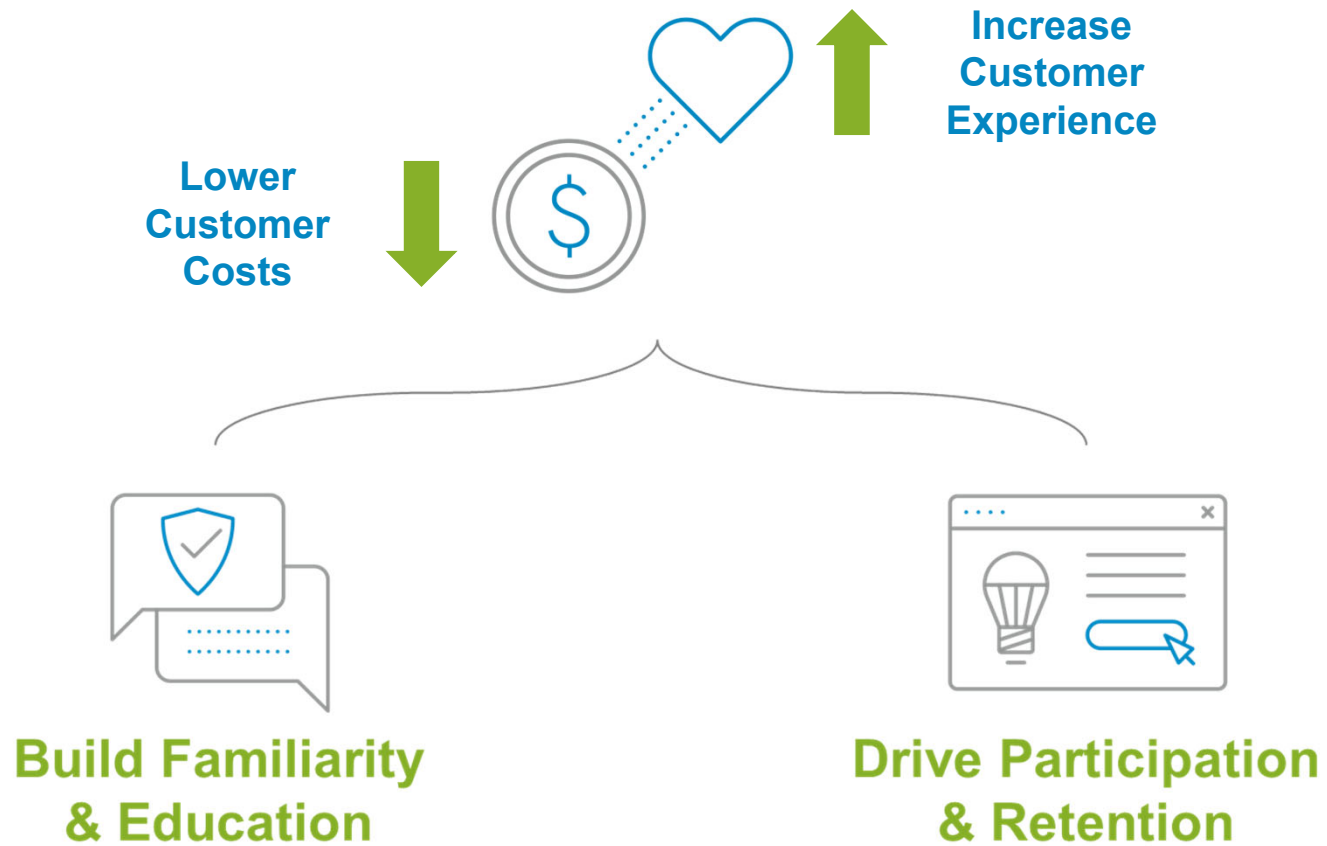 Increase
Customer
Experience
Lower
Customer
Costs
$
Build Familiarity
& Education
Drive Participation
& Retention